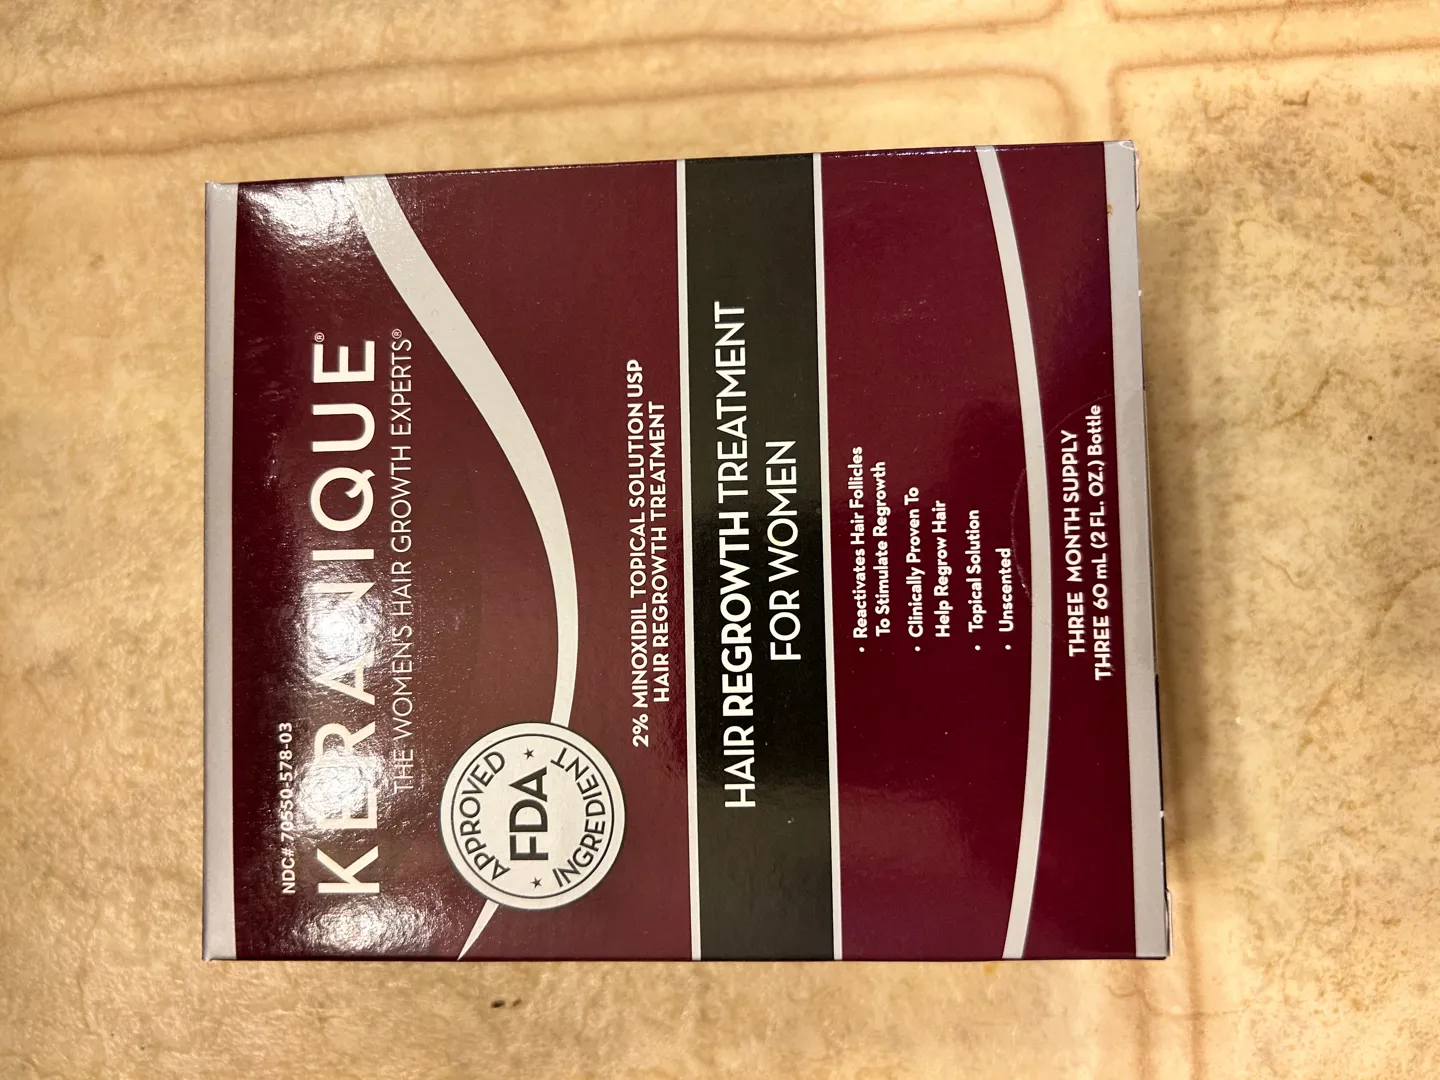 NDC# 70550-578-03
KERANIQUE®
THE WOMEN'S HAIR GROWTH EXPERTS®
APPROVED
FDA
INGREDIENT
2% MINOXIDIL TOPICAL SOLUTION USP
HAIR REGROWTH TREATMENT
HAIR REGROWTH TREATMENT
FOR WOMEN
• Reactivates Hair Follicles
To Stimulate Regrowth
• Clinically Proven To
Help Regrow Hair
• Topical Solution
• Unscented
THREE MONTH SUPPLY
THREE 60 mL (2 FL. OZ.) Bottle